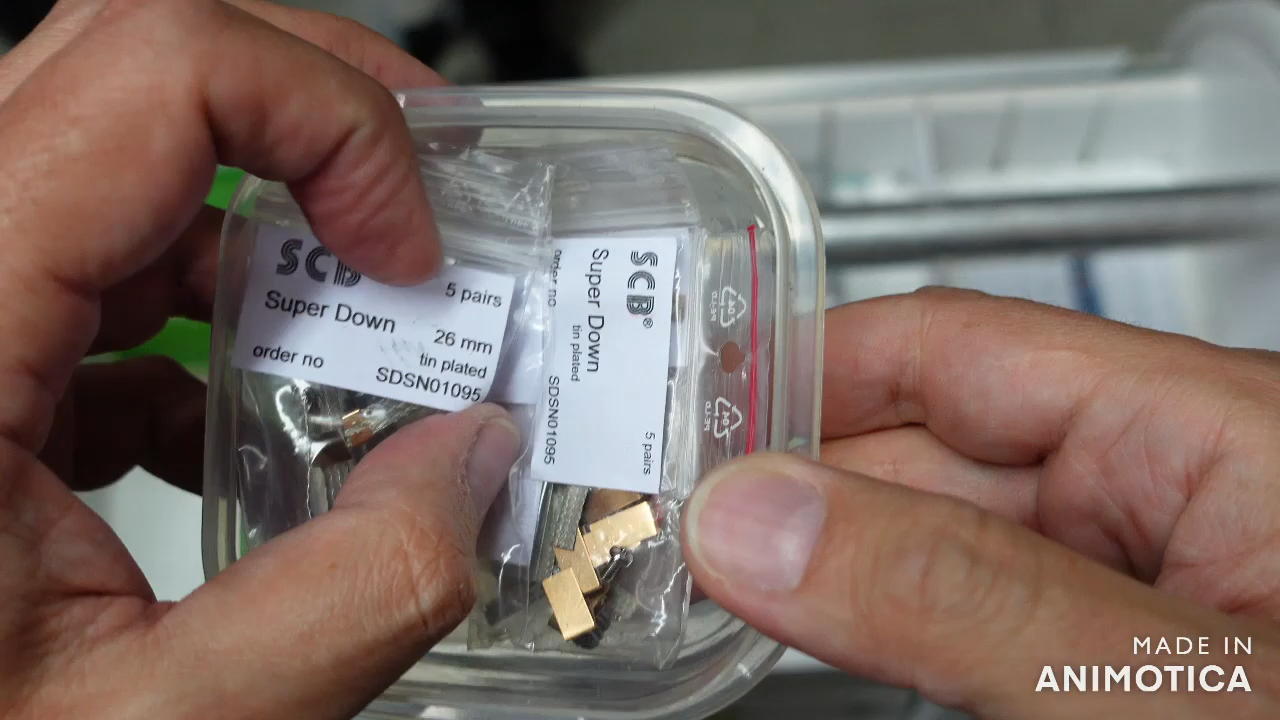 SCB
5 pairs
Super Down
26 mm
tin plated
order no
SDSN01095
SCB®
Super Down
tin plated
order no
SDSN01095
5 pairs
MADE IN
ANIMOTICA